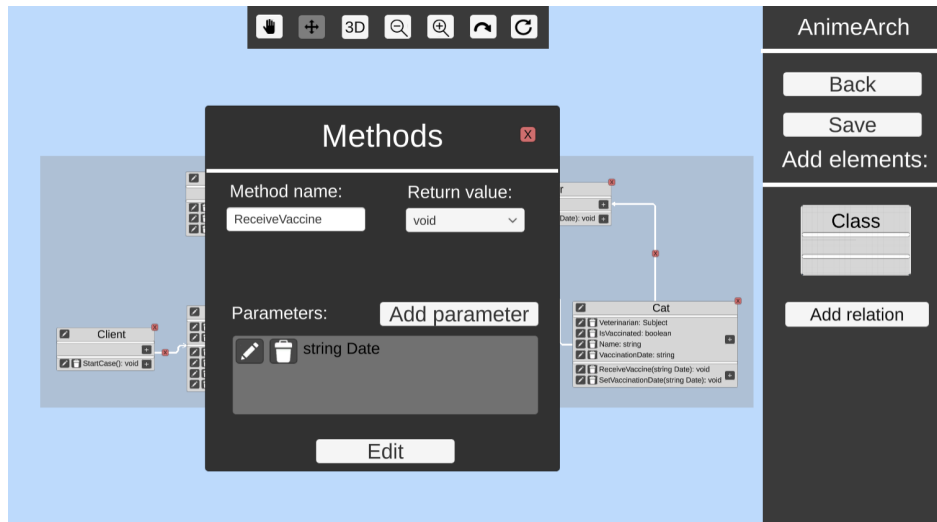 3D
AnimeArch
Back
Save
Add elements:
Class
Add relation
Methods
X
Method name:
Return value:
ReceiveVaccine
void
Parameters:
Add parameter
string Date
Edit
Client
StartCase(): void
r
Date): void
Cat
Veterinarian: Subject
IsVaccinated: boolean
Name: string
VaccinationDate: string
ReceiveVaccine(string Date): void
SetVaccinationDate(string Date): void